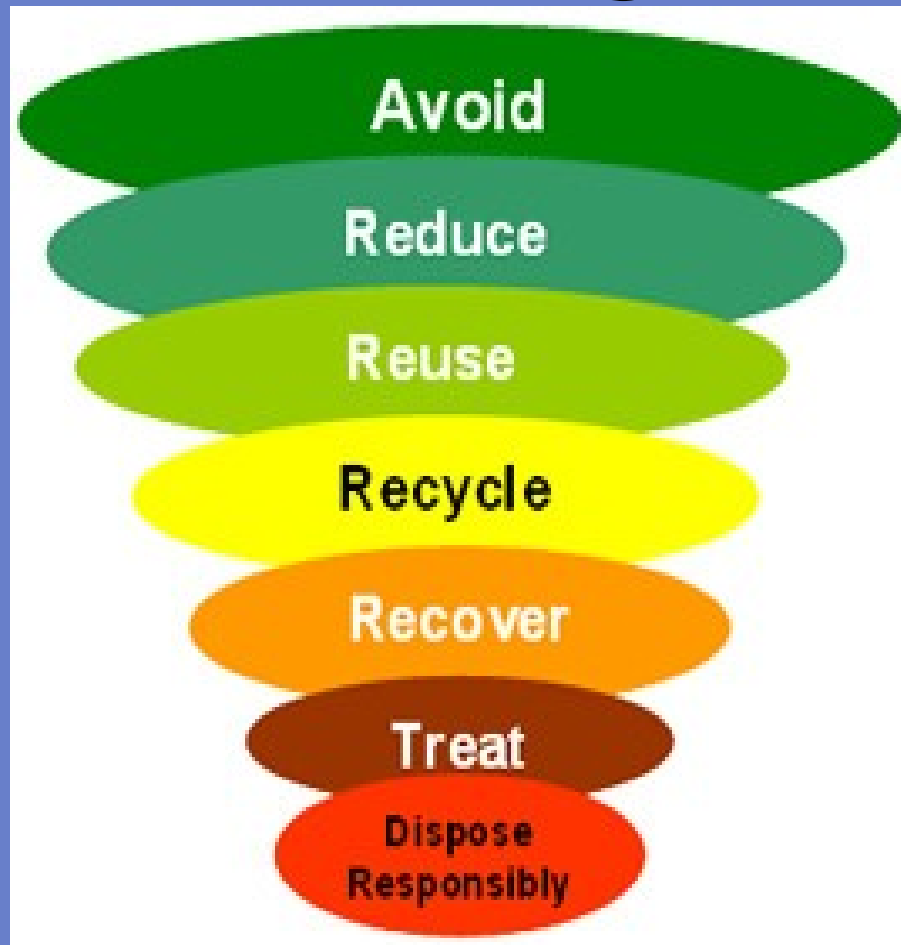 Avoid
Reduce
Reuse
Recycle
Recover
Treat
Dispose
Responsibly